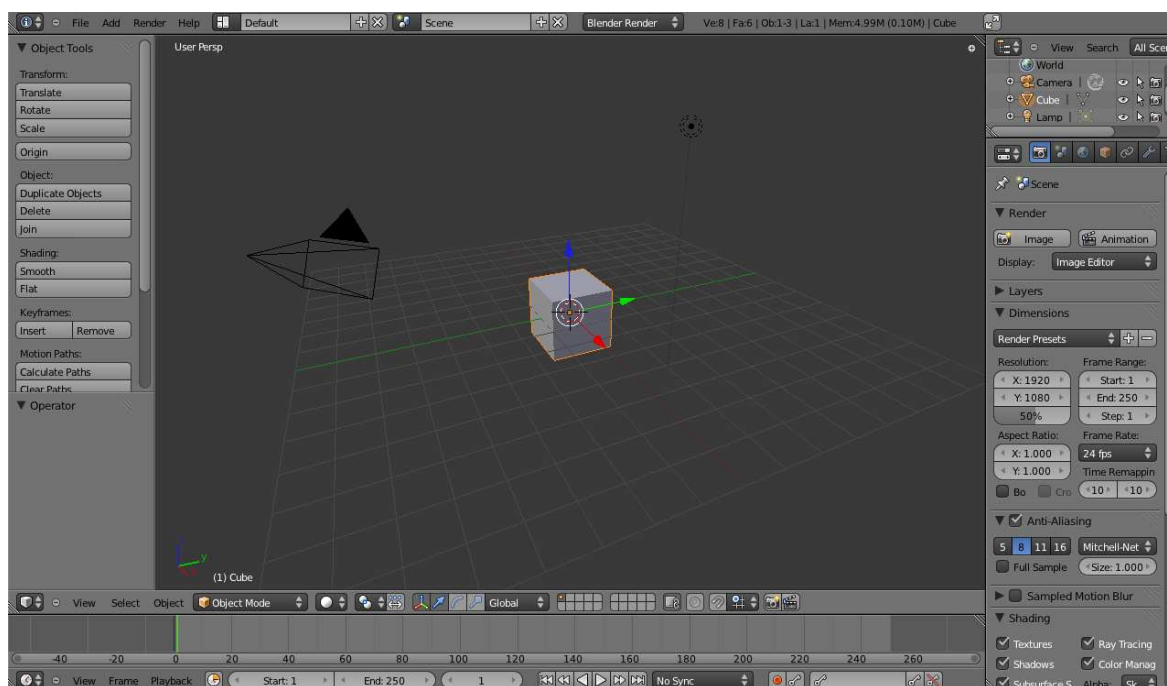 File Add Render Help Default Scene Blender Render Ve:8 | Fa:6 | Ob:1-3 | La:1 | Mem:4.99M (0.10M) | Cube
Object Tools
Transform:
Translate
Rotate
Scale
Origin
Object:
Duplicate Objects
Delete
Join
Shading:
Smooth
Flat
Keyframes:
Insert Remove
Motion Paths:
Calculate Paths
Clear Paths
Operator
User Persp
y
(1) Cube
View Select Object Object Mode Global
-40 -20 0 20 40 60 80 100 120 140 160 180 200 220 240 260
View Frame Playback Start: 1 End: 250 1 No Sync
View Search All Sce
World
Camera
Cube
Lamp
Scene
Render
Image Animation
Display: Image Editor
Layers
Dimensions
Render Presets
Resolution: Frame Range:
X: 1920 Start: 1
Y: 1080 End: 250
50% Step: 1
Aspect Ratio: Frame Rate:
X: 1.000 24 fps
Y: 1.000 Time Remappin
Bo Cro 10 10
Anti-Aliasing
5 8 11 16 Mitchell-Net
Full Sample Size: 1.000
Sampled Motion Blur
Shading
Textures Ray Tracing
Shadows Color Manag
Subsurface S Alpha: Sk